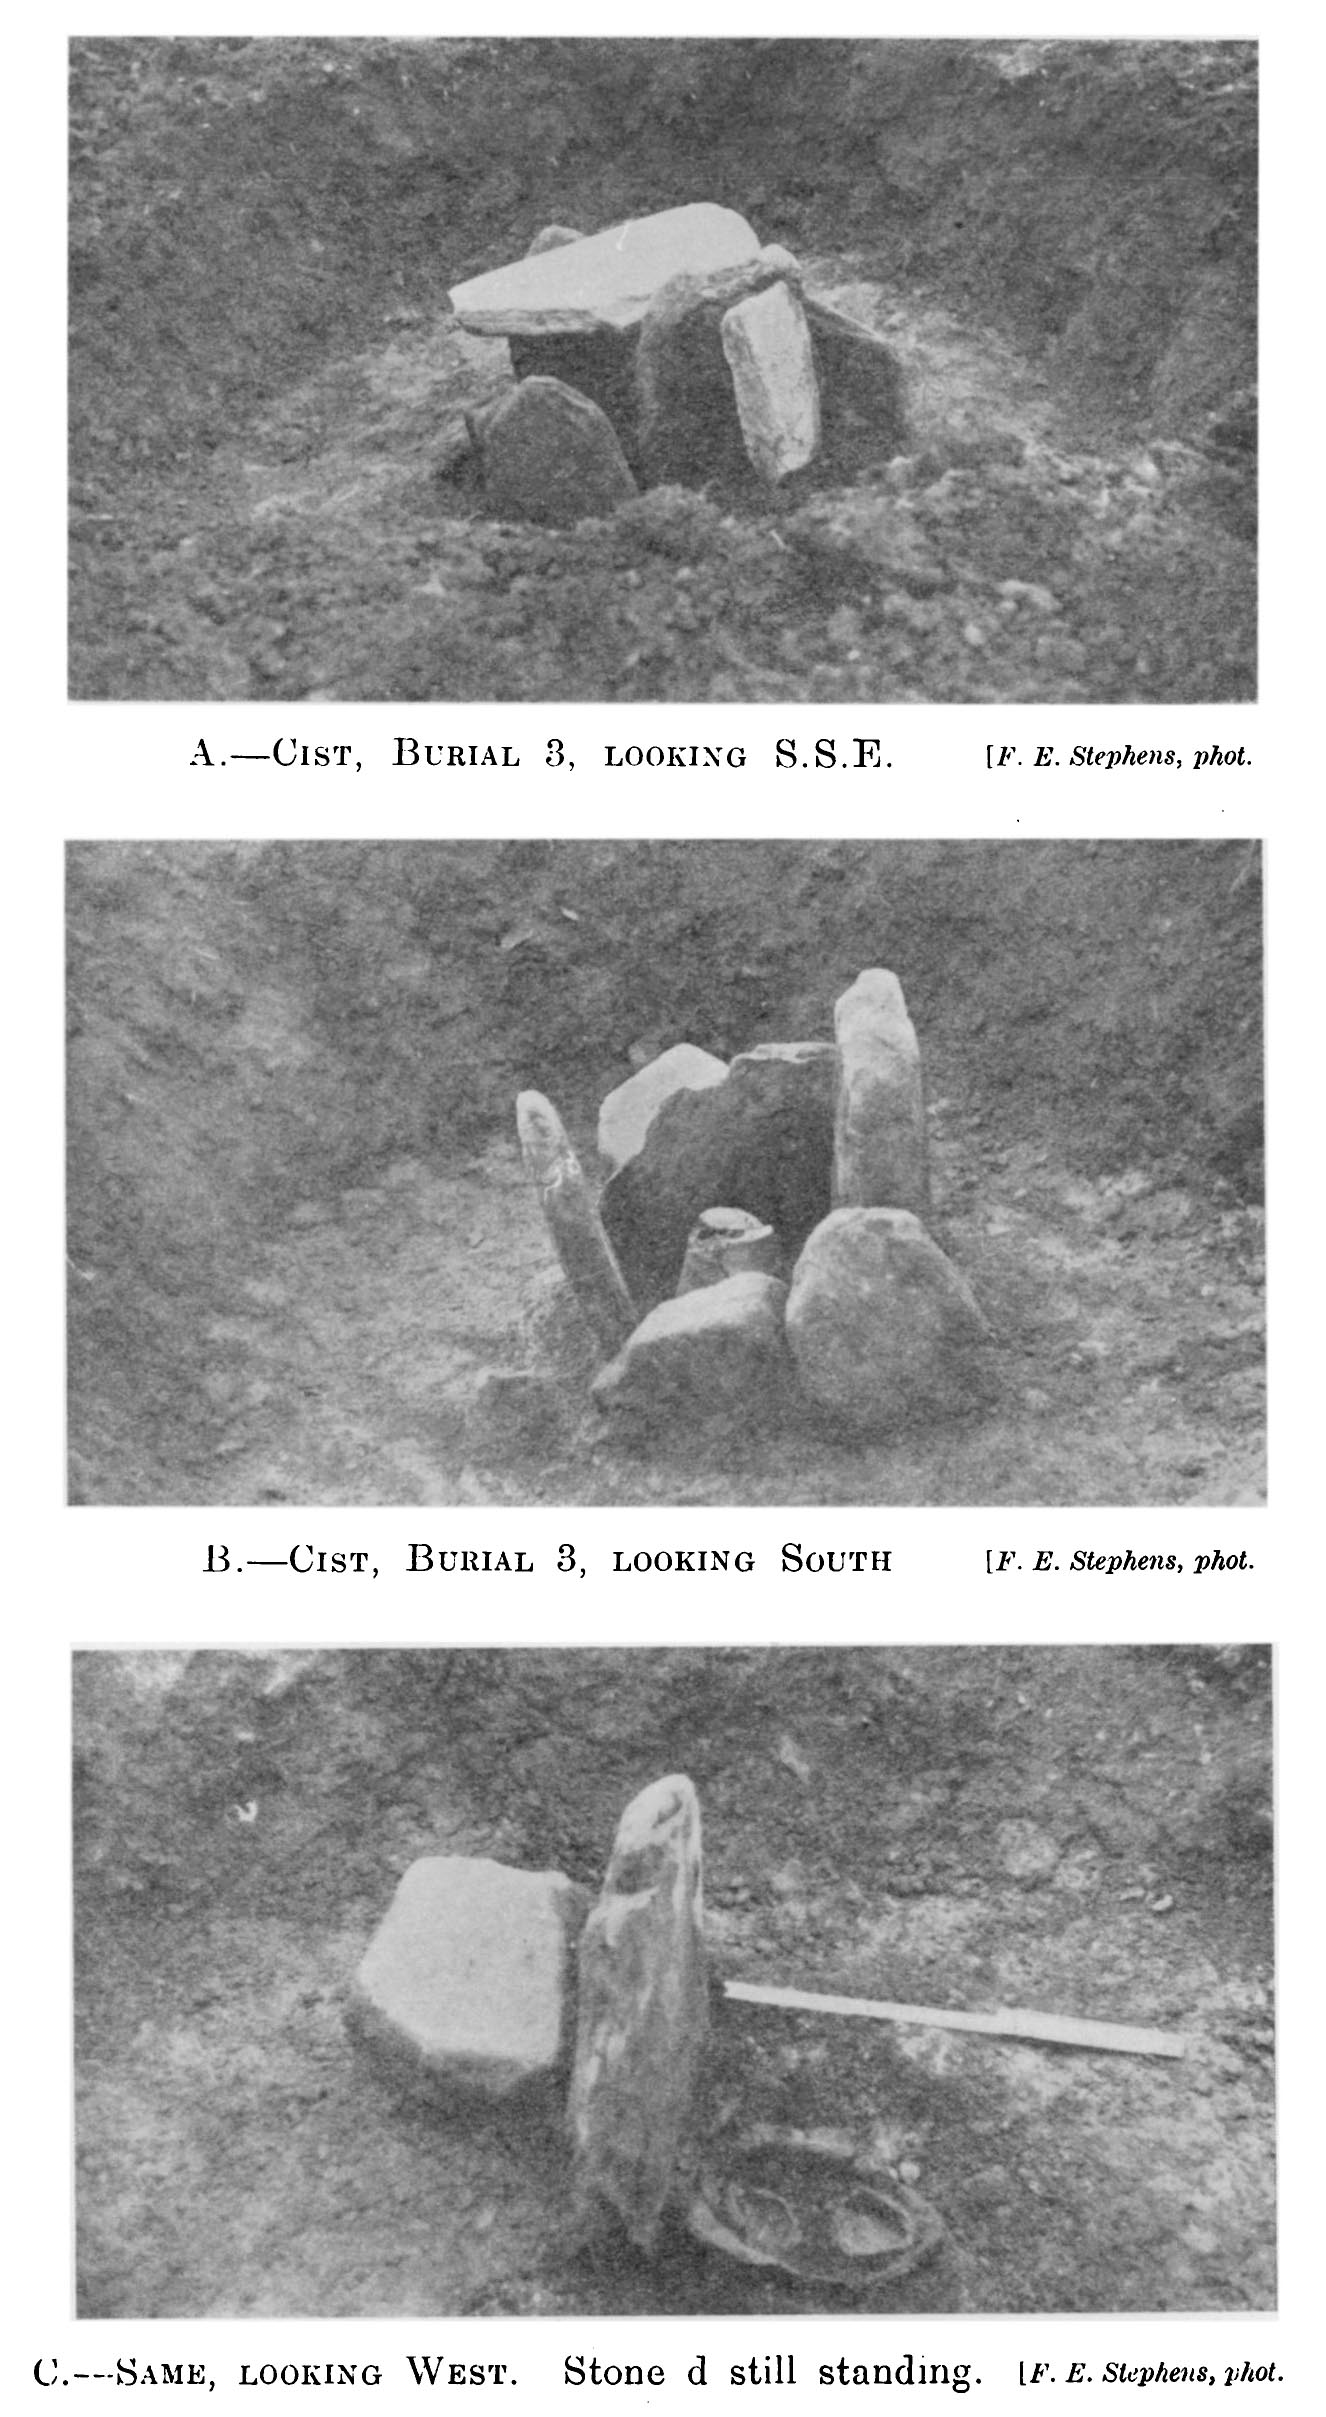 A.—CIST, BURIAL 3, LOOKING S.S.E. [F. E. Stephens, phot.
B.—CIST, BURIAL 3, LOOKING SOUTH [F. E. Stephens, phot.
C.—SAME, LOOKING WEST. Stone d still standing. [F. E. Stephens, phot.